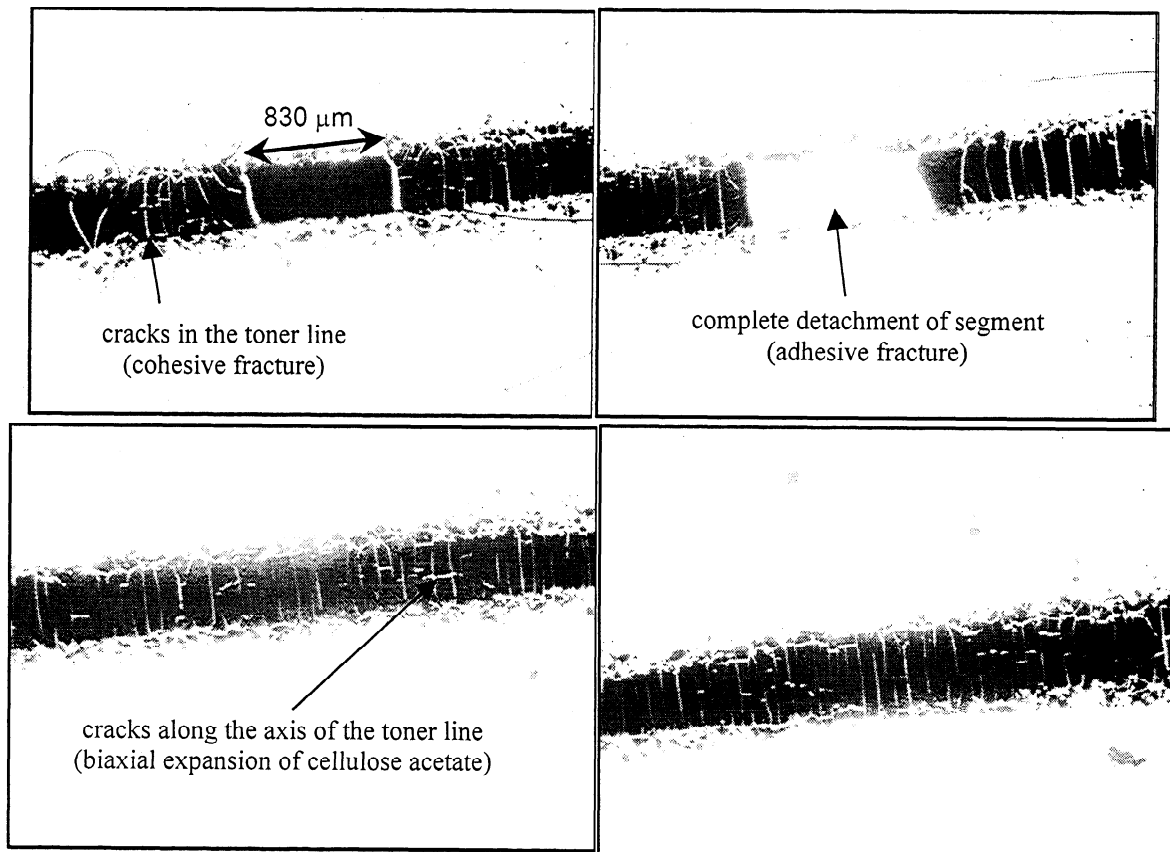 830 μm
cracks in the toner line
(cohesive fracture)
complete detachment of segment
(adhesive fracture)
cracks along the axis of the toner line
(biaxial expansion of cellulose acetate)